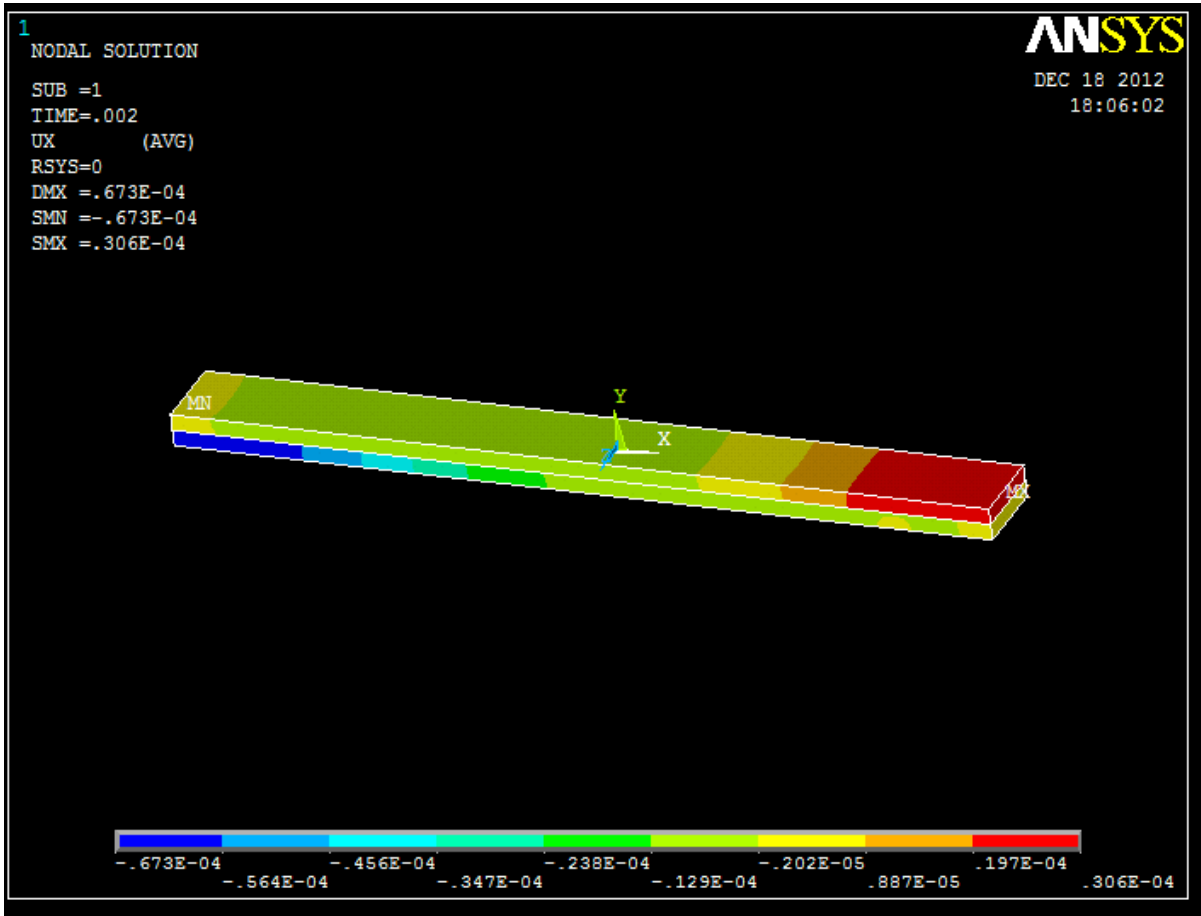 1
NODAL SOLUTION
SUB =1
TIME=.002
UX (AVG)
RSYS=0
DMX =.673E-04
SMN =-.673E-04
SMX =.306E-04
ANSYS
DEC 18 2012
18:06:02
MN
Y
X
Z
MX
-.673E-04 -.456E-04 -.238E-04 -.202E-05 .197E-04
-.564E-04 -.347E-04 -.129E-04 .887E-05 .306E-04